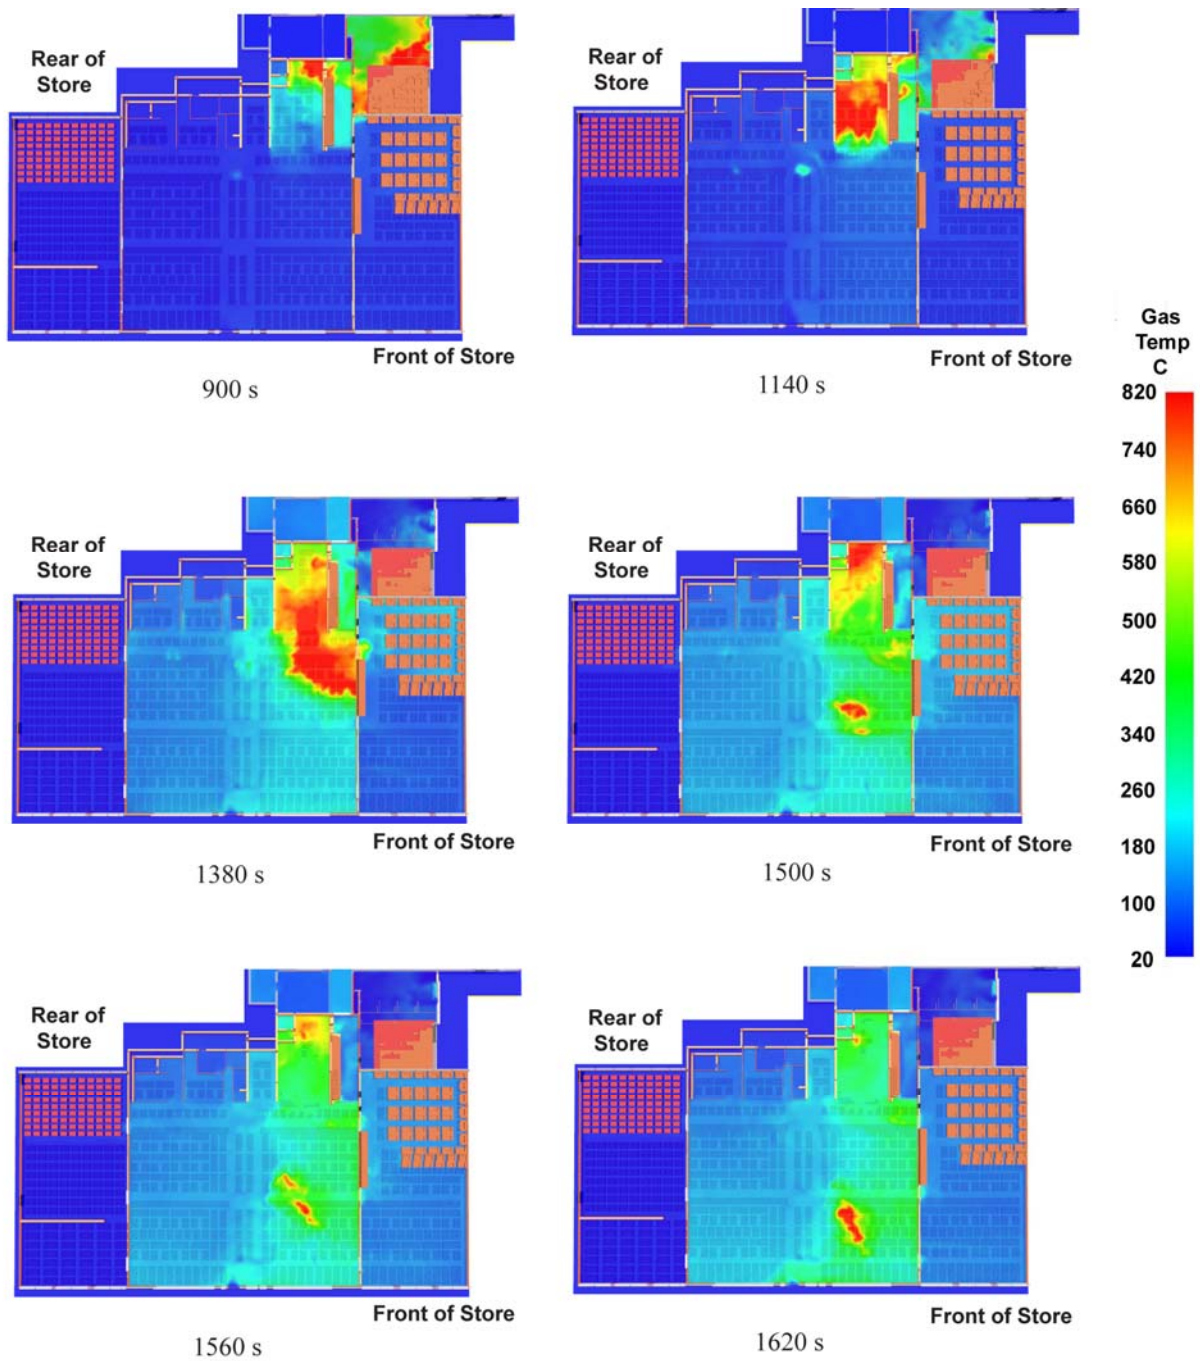 Rear of
Store
Front of Store
900 s
Rear of
Store
Front of Store
1140 s
Gas
Temp
C
820
740
660
580
500
420
340
260
180
100
20
Rear of
Store
Front of Store
1380 s
Rear of
Store
Front of Store
1500 s
Rear of
Store
Front of Store
1560 s
Rear of
Store
Front of Store
1620 s